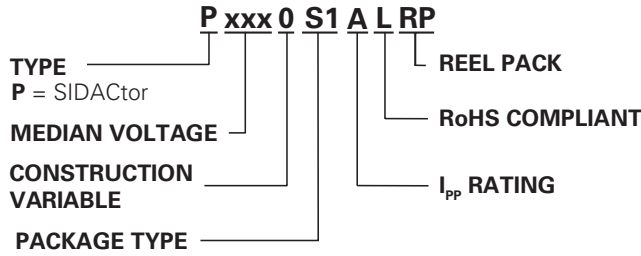 P xxx 0 S1 A L RP
TYPE
P = SIDACtor
MEDIAN VOLTAGE
CONSTRUCTION
VARIABLE
PACKAGE TYPE
REEL PACK
RoHS COMPLIANT
IPP RATING